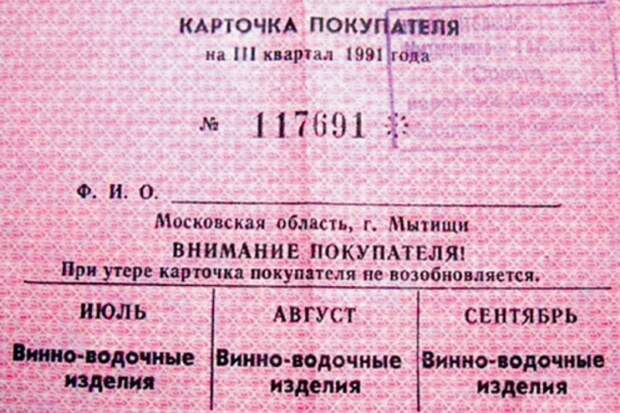 КАРТОЧКА ПОКУПАТЕЛЯ
на III квартал 1991 года
№ 117691
Ф. И. О.
Московская область, г. Мытищи
ВНИМАНИЕ ПОКУПАТЕЛЯ!
При утере карточка покупателя не возобновляется.
ИЮЛЬ АВГУСТ СЕНТЯБРЬ
Винно-водочные Винно-водочные Винно-водочные
изделия изделия изделия